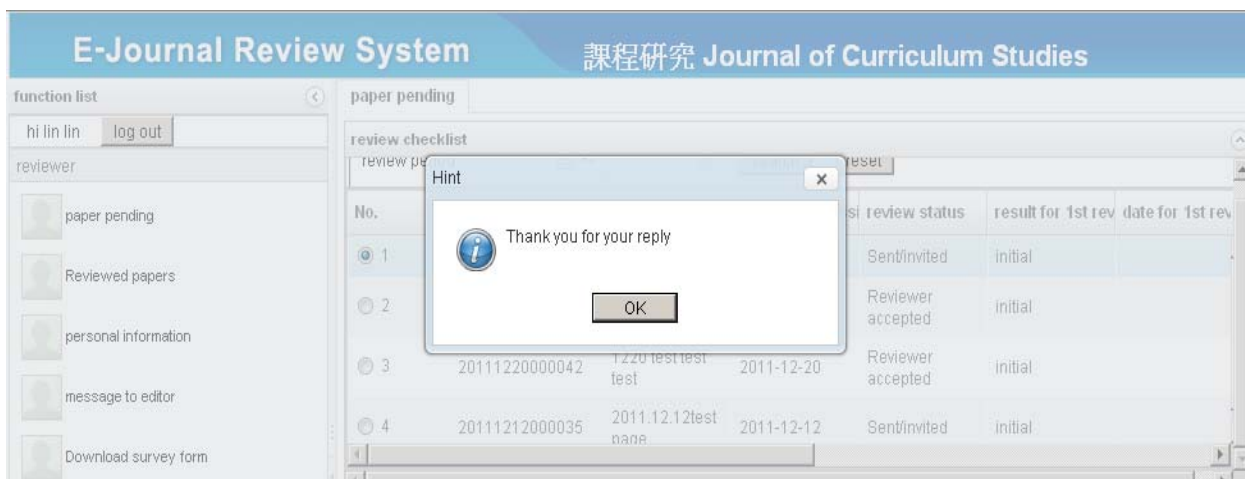 E-Journal Review System
課程研究 Journal of Curriculum Studies
function list
paper pending
hi lin lin
log out
review checklist
reviewer
review
reset
Hint
No.
review status
result for 1st rev
date for 1st rev
paper pending
Thank you for your reply
1
Sent/invited
initial
Reviewed papers
OK
2
Reviewer
accepted
initial
personal information
3
20111220000042
1220 test test
test
2011-12-20
Reviewer
accepted
initial
message to editor
4
20111212000035
2011.12.12test
page
2011-12-12
Sent/invited
initial
Download survey form